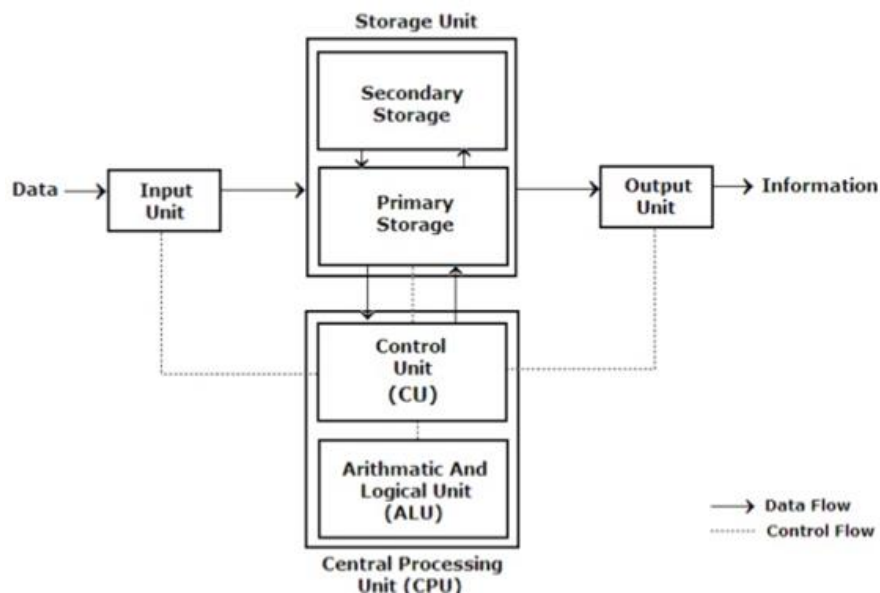 Storage Unit
Secondary
Storage
Data
Input
Unit
Primary
Storage
Output
Unit
Information
Control
Unit
(CU)
Arithmatic And
Logical Unit
(ALU)
Data Flow
Control Flow
Central Processing
Unit (CPU)